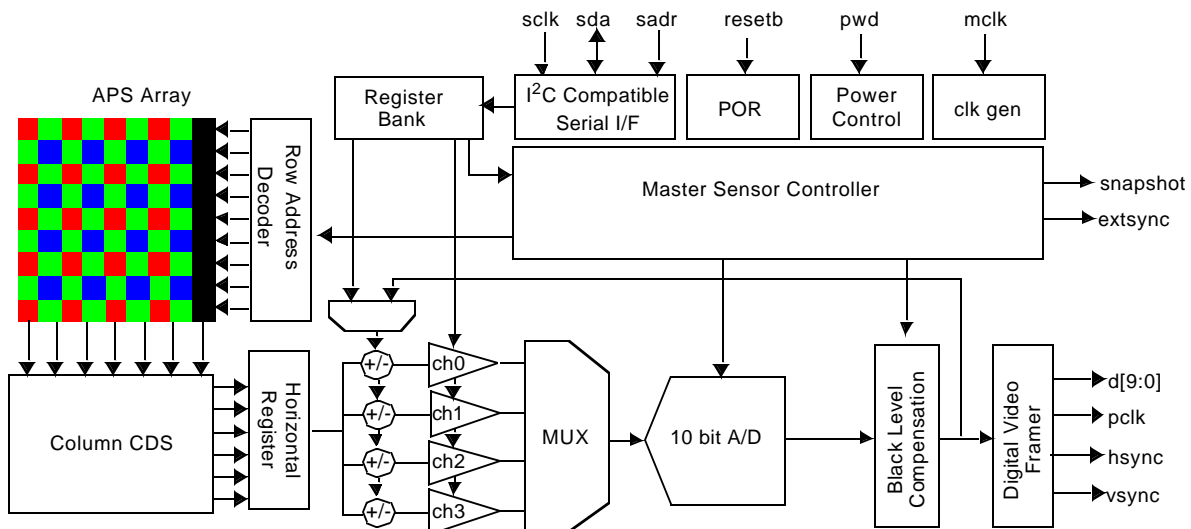 sclk sda sadr resetb pwd mclk
APS Array
Register
Bank
I²C Compatible
Serial I/F
POR
Power
Control
clk gen
Row Address
Decoder
Master Sensor Controller
snapshot
extsync
+/-
ch0
+/-
ch1
+/-
ch2
+/-
ch3
Column CDS
Horizontal
Register
MUX
10 bit A/D
Black Level
Compensation
Digital Video
Framer
d[9:0]
pclk
hsync
vsync